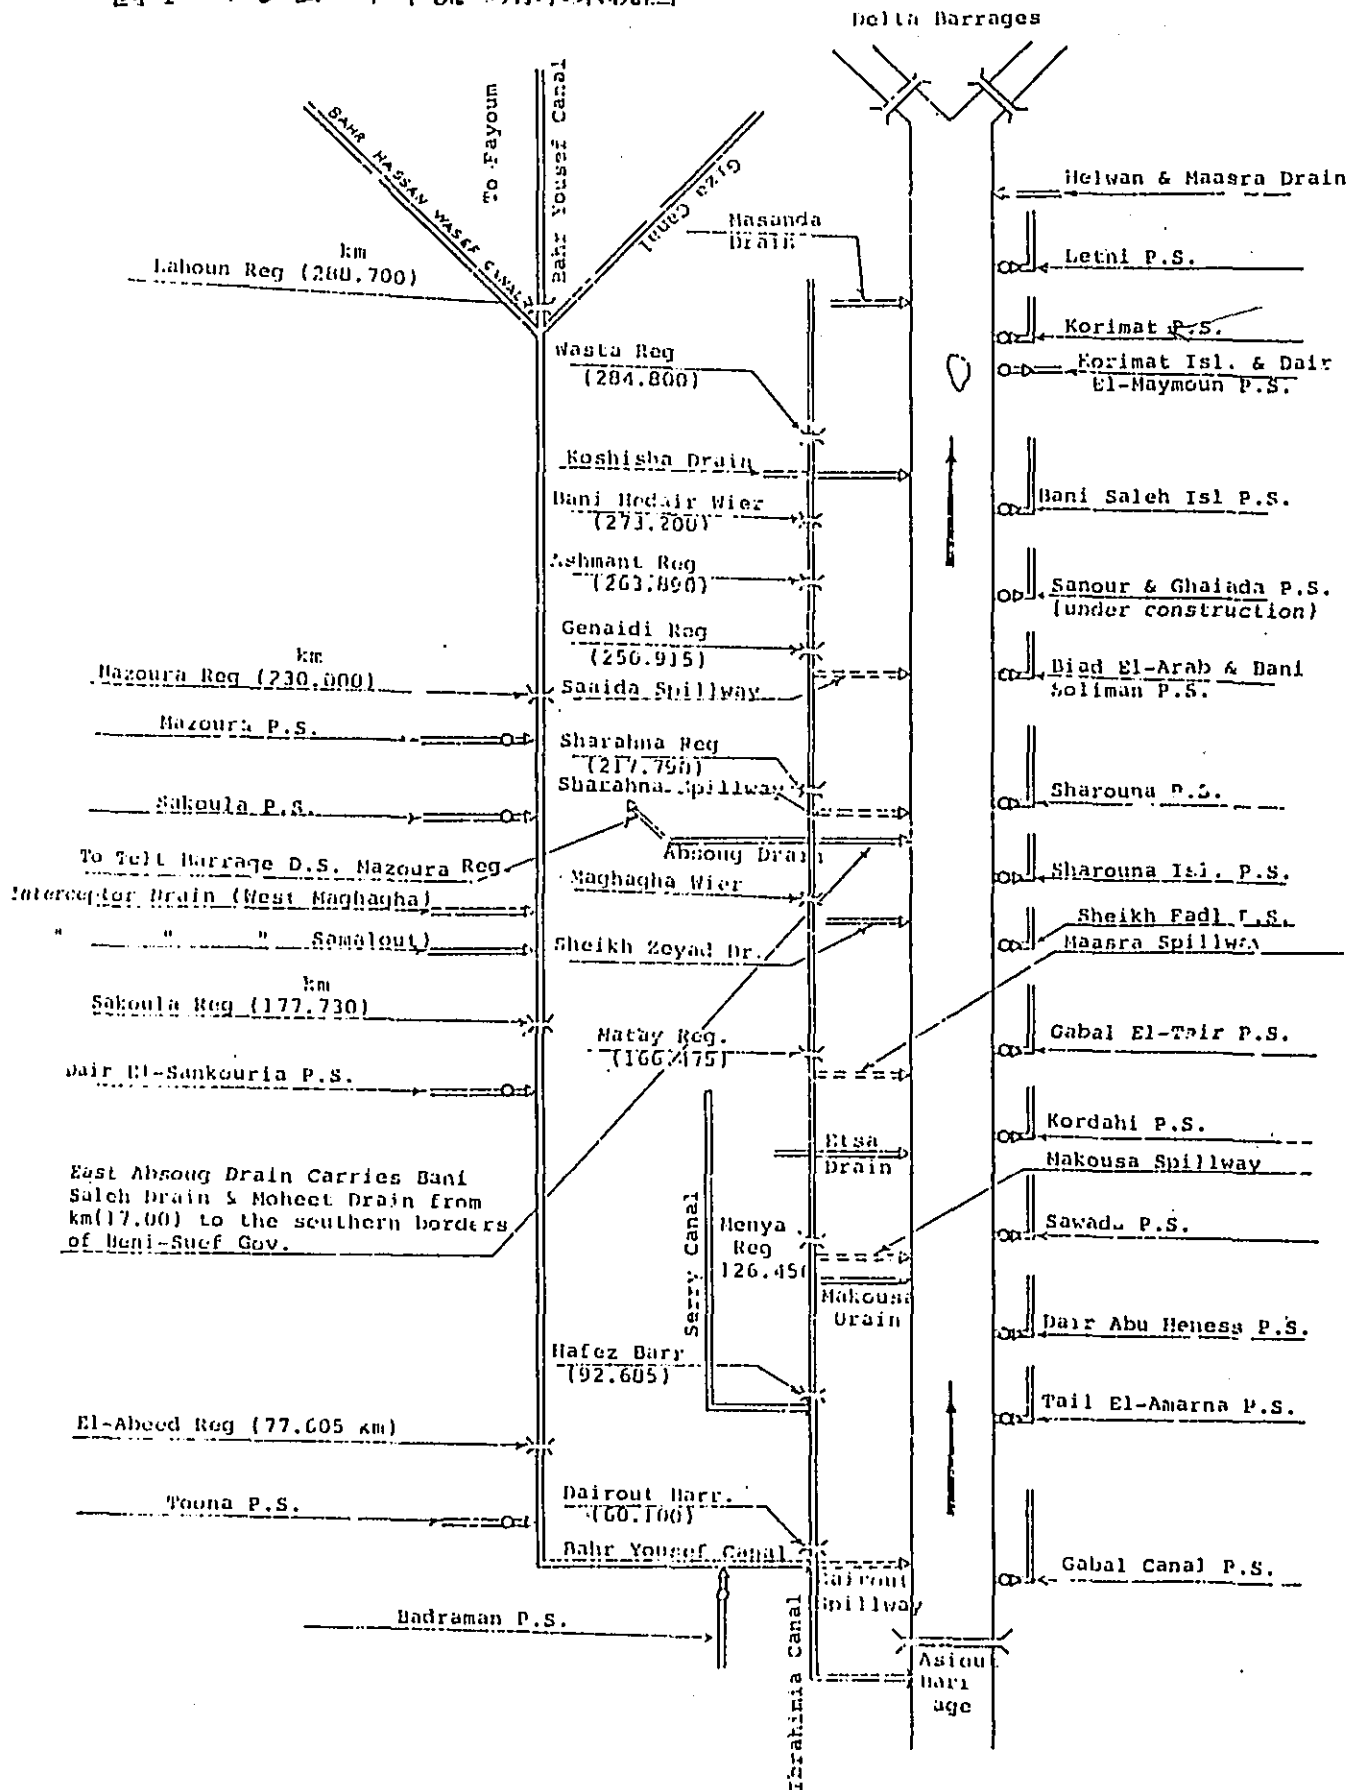 Delta Barrages
To Fayoum
Bahr Yousef Canal
BAHR HASSAN WASEF CANAL
Giza Canal
km
Lahoun Reg (288.700)
Masanda
Drain
Helwan & Maasra Drain
Lethi P.S.
Korimat P.S.
Korimat Isl. & Dair
El-Maymoun P.S.
Wasta Reg
(284.800)
Koshisha Drain
Bani Hedair Wier
(273.200)
Ashmant Reg
(263.890)
Genaidi Reg
(250.915)
Saaida Spillway
Bani Saleh Isl P.S.
Sanour & Ghaiada P.S.
(under construction)
Biad El-Arab & Bani
Soliman P.S.
km
Mazoura Reg (230.000)
Mazoura P.S.
Sakoula P.S.
Sharahna Reg
(217.790)
Sharahna Spillway
Absoug Drain
Maghagha Wier
Sheikh Zeyad Dr.
Sharouna P.S.
Sharouna Isl. P.S.
Sheikh Fadl P.S.
Maasra Spillway
To Telt Barrage D.S. Mazoura Reg.
Interceptor Drain (West Maghagha)
" " " Samalout)
km
Sakoula Reg (177.730)
Dair El-Sankouria P.S.
Matay Reg.
(166.475)
Gabal El-Tair P.S.
Kordahi P.S.
Makousa Spillway
Etsa
Drain
East Absoug Drain Carries Bani
Saleh Drain & Moheet Drain from
km(17.00) to the southern borders
of Beni-Suef Gov.
Serry Canal
Menya
Reg
126.450
Makousa
Drain
Sawada P.S.
Dair Abu Heness P.S.
Hafez Barr
(92.605)
Tail El-Amarna P.S.
El-Abeed Reg (77.605 km)
Toona P.S.
Dairout Barr.
(60.100)
Bahr Yousef Canal
Dairout
Spillway
Gabal Canal P.S.
Badraman P.S.
Ibrahimia Canal
Asiout
Barr
age